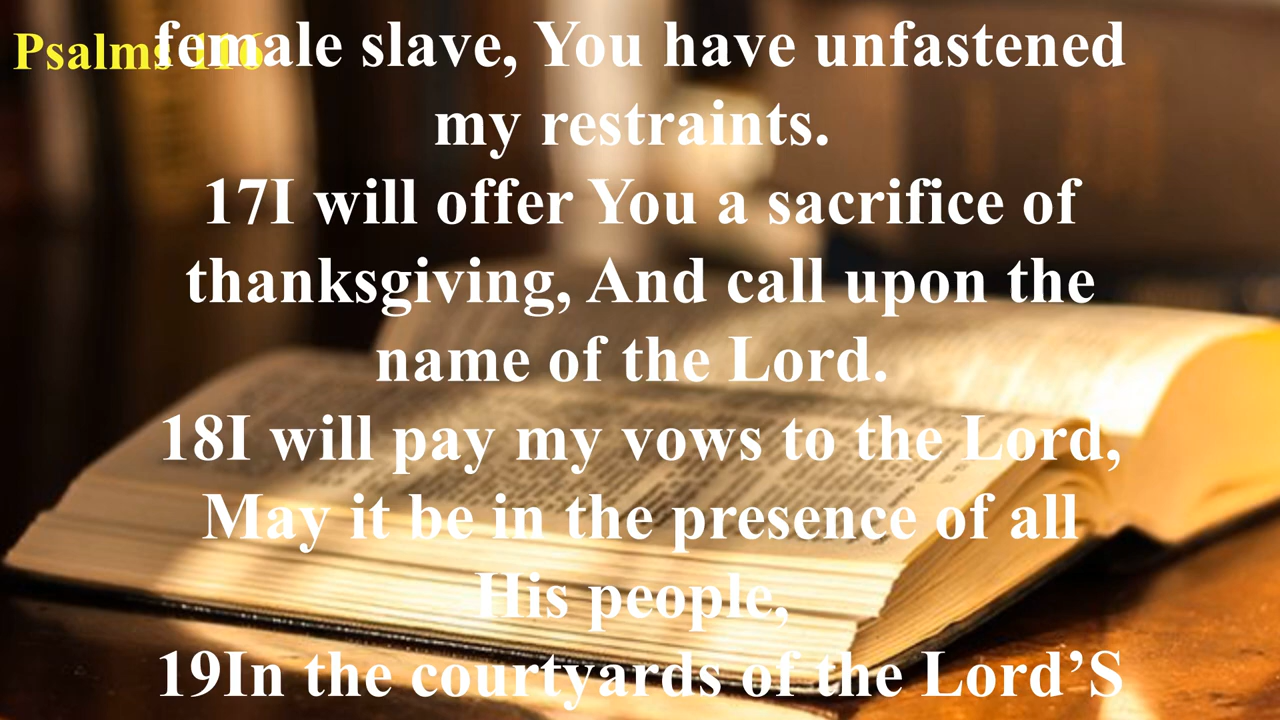 Psalms 116
female slave, You have unfastened
my restraints.
17I will offer You a sacrifice of
thanksgiving, And call upon the
name of the Lord.
18I will pay my vows to the Lord,
May it be in the presence of all
His people,
19In the courtyards of the Lord’S